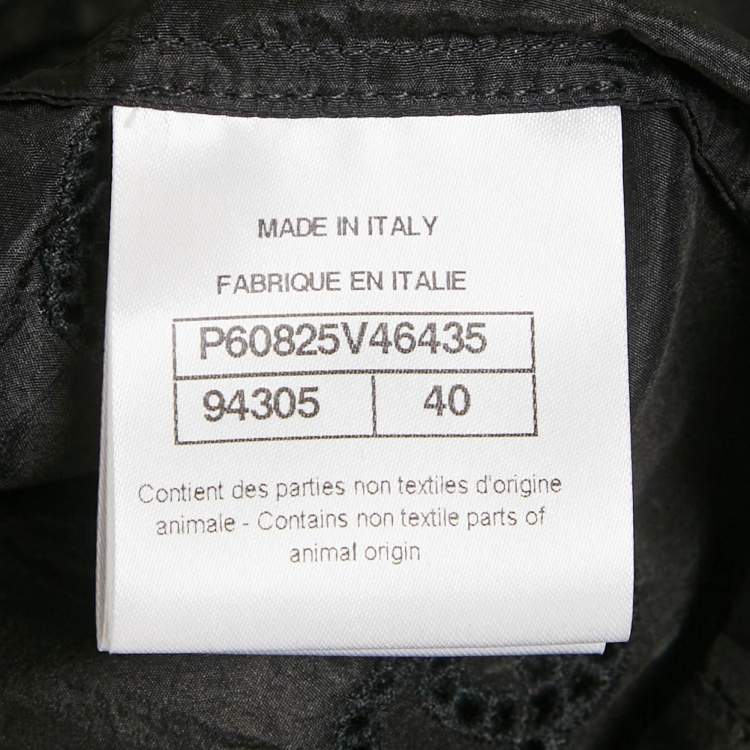 MADE IN ITALY
FABRIQUE EN ITALIE
P60825V46435
94305 40
Contient des parties non textiles d'origine
animale - Contains non textile parts of
animal origin